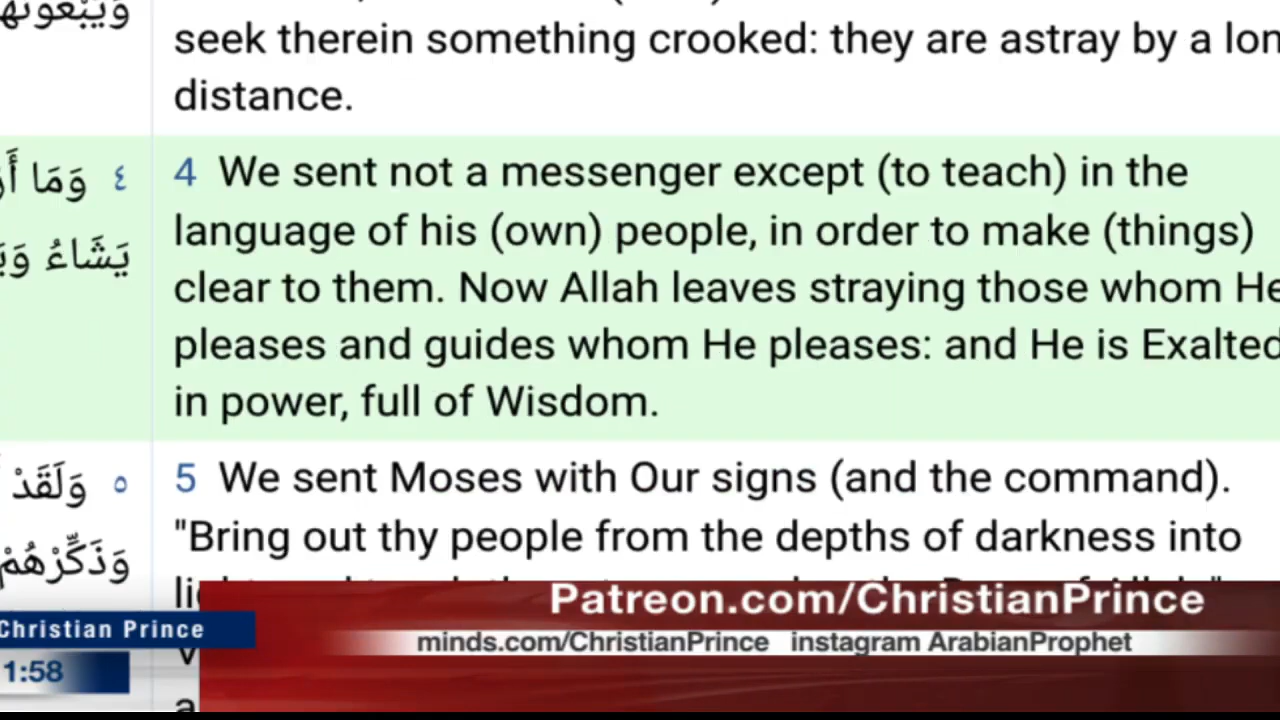 وَيَبْغُونَهَا
seek therein something crooked: they are astray by a lon
distance.
٤ وَمَا
4 We sent not a messenger except (to teach) in the
language of his (own) people, in order to make (things)
يَشَاءُ
clear to them. Now Allah leaves straying those whom He
pleases and guides whom He pleases: and He is Exalted
in power, full of Wisdom.
٥ وَلَقَدْ
5 We sent Moses with Our signs (and the command).
"Bring out thy people from the depths of darkness into
وَذَكِّرْهُمْ
Patreon.com/ChristianPrince
Christian Prince
minds.com/ChristianPrince instagram ArabianProphet
1:58